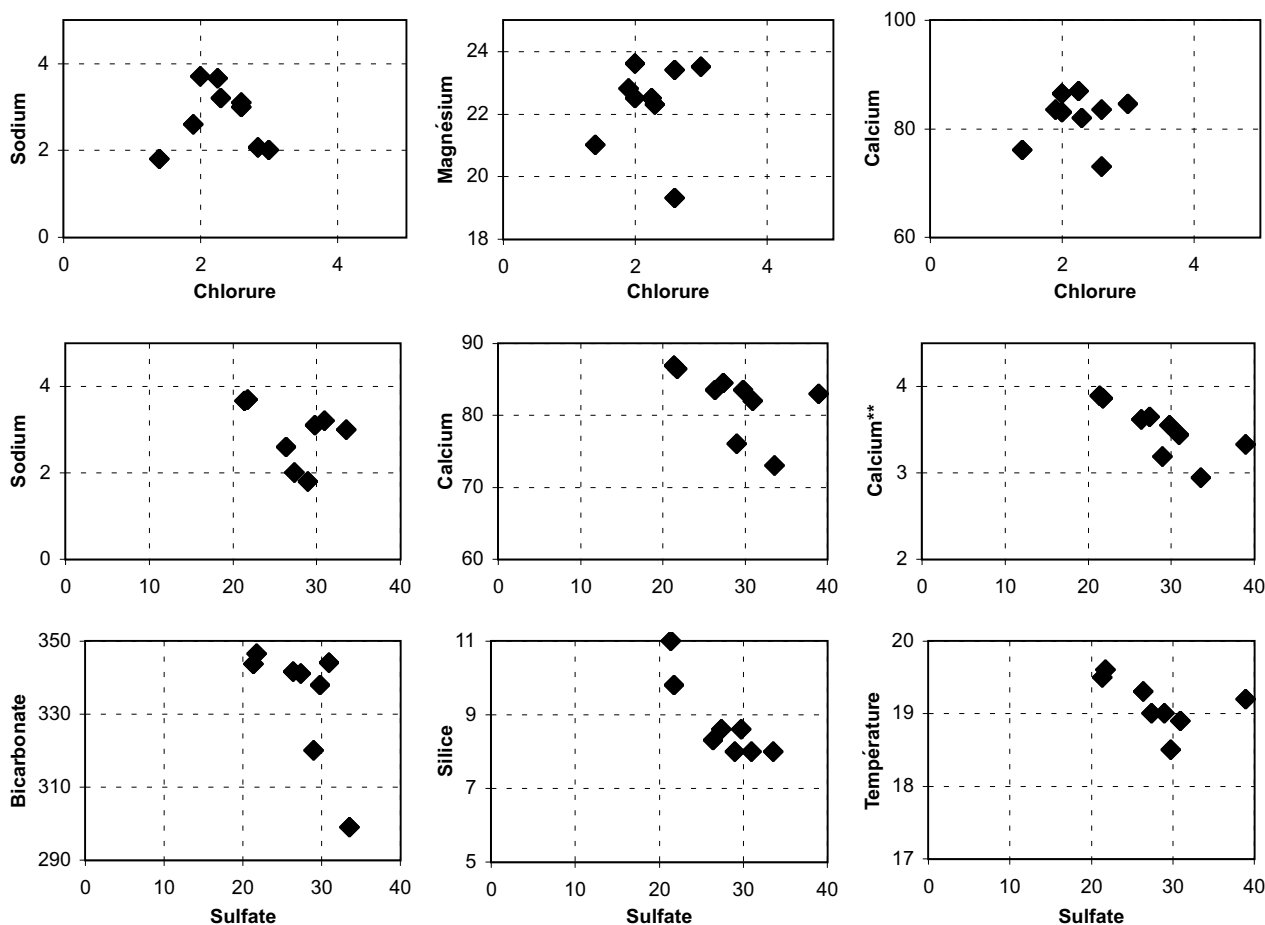 Sodium
4
2
0
0 2 4
Chlorure
Magnésium
24
22
20
18
0 2 4
Chlorure
Calcium
100
80
60
0 2 4
Chlorure
Sodium
4
2
0
0 10 20 30 40
Calcium
90
80
70
60
0 10 20 30 40
Calcium**
4
3
2
0 10 20 30 40
Bicarbonate
350
330
310
290
0 10 20 30 40
Sulfate
Silice
11
9
7
5
0 10 20 30 40
Sulfate
Température
20
19
18
17
0 10 20 30 40
Sulfate